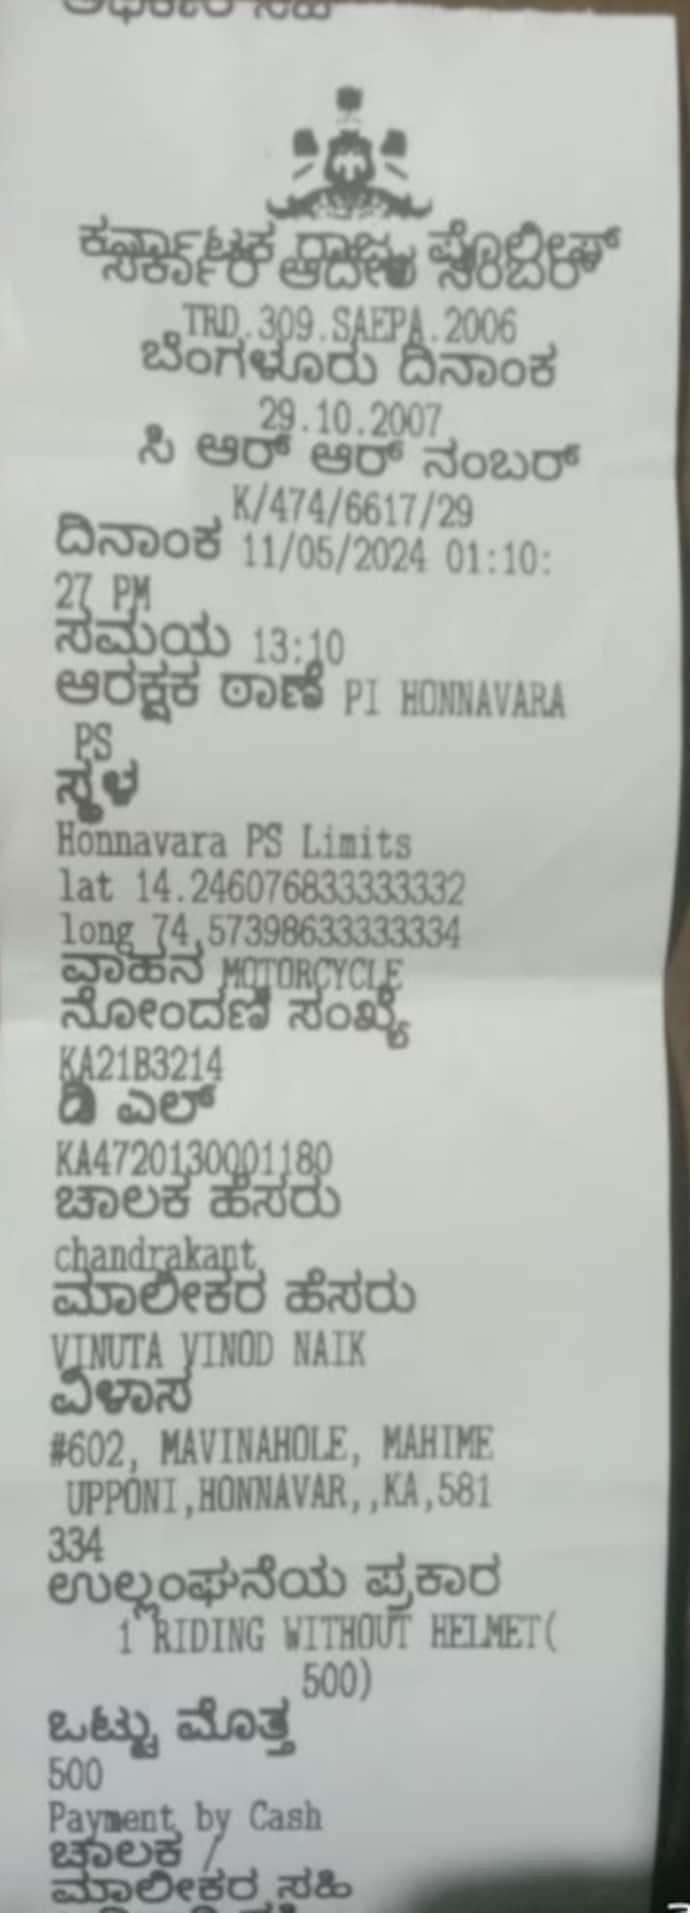 ಅಧಿಕಾರಿ ಸಹಿ
ಕರ್ನಾಟಕ ರಾಜ್ಯ ಪೊಲೀಸ್
ಸರ್ಕಾರಿ ಆದೇಶ ನಂಬರ್
TRD.309.SAEPA.2006
ಬೆಂಗಳೂರು ದಿನಾಂಕ
29.10.2007
ಸಿ ಆರ್ ಆರ್ ನಂಬರ್
K/474/6617/29
ದಿನಾಂಕ 11/05/2024 01:10:
27 PM
ಸಮಯ 13:10
ಆರಕ್ಷಕ ಠಾಣೆ PI HONNAVARA
PS
ಸ್ಥಳ
Honnavara PS Limits
lat 14.246076833333332
long 74.57398633333334
ವಾಹನ MOTORCYCLE
ನೋಂದಣಿ ಸಂಖ್ಯೆ
KA21B3214
ಡಿ ಎಲ್
KA4720130001180
ಚಾಲಕ ಹೆಸರು
chandrakant
ಮಾಲೀಕರ ಹೆಸರು
VINUTA VINOD NAIK
ವಿಳಾಸ
#602, MAVINAHOLE, MAHIME
UPPONI,HONNAVAR,,KA,581
334
ಉಲ್ಲಂಘನೆಯ ಪ್ರಕಾರ
1 RIDING WITHOUT HELMET(
500)
ಒಟ್ಟು ಮೊತ್ತ
500
Payment by Cash
ಚಾಲಕ /
ಮಾಲೀಕರ ಸಹಿ